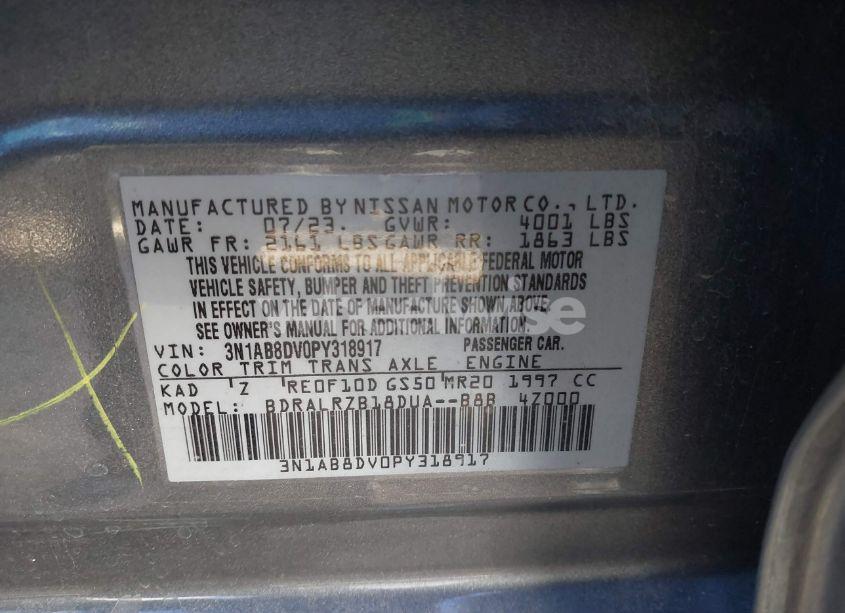 MANUFACTURED BY NISSAN MOTOR CO., LTD.
DATE: 07/23. GVWR: 4001 LBS
GAWR FR: 2161 LBS GAWR RR: 1863 LBS
THIS VEHICLE CONFORMS TO ALL APPLICABLE FEDERAL MOTOR
VEHICLE SAFETY, BUMPER AND THEFT PREVENTION STANDARDS
IN EFFECT ON THE DATE OF MANUFACTURE SHOWN ABOVE.
SEE OWNER'S MANUAL FOR ADDITIONAL INFORMATION.
VIN: 3N1AB8DV0PY318917 PASSENGER CAR.
COLOR TRIM TRANS AXLE ENGINE
KAD 'Z RE0F10D GS50 MR20 1997 CC
MODEL: BDRALRZB18DUA--B8B 4Z000
3N1AB8DV0PY318917